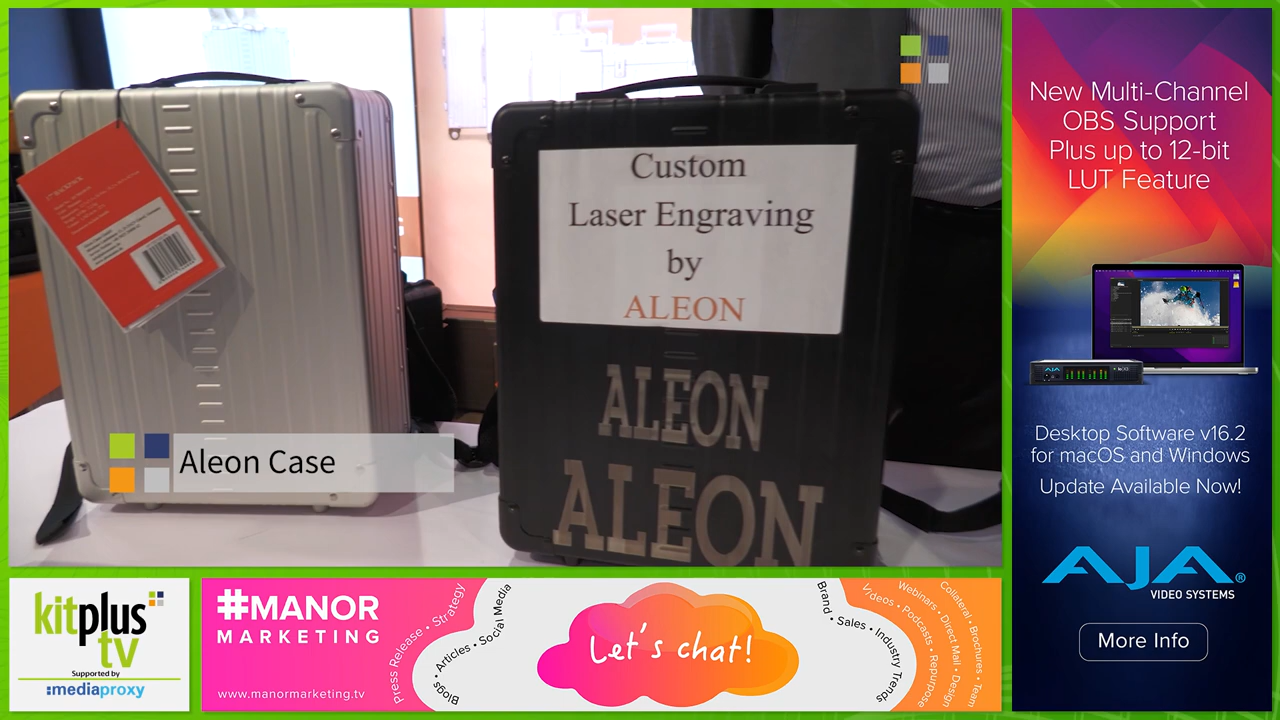 Custom
Laser Engraving
by
ALEON
ALEON
ALEON
Aleon Case
New Multi-Channel
OBS Support
Plus up to 12-bit
LUT Feature
AJA
Desktop Software v16.2
for macOS and Windows
Update Available Now!
AJA®
VIDEO SYSTEMS
More Info
kitplus
tv
Supported by
:mediaproxy
#MANOR
MARKETING
www.manormarketing.tv
Press Release • Strategy
Blogs • Articles • Social Media
Let's chat!
Brand • Sales • Industry Trends
Videos • Podcasts • Repurpose
Webinars • Direct Mail • Design
Collateral • Brochures • Team